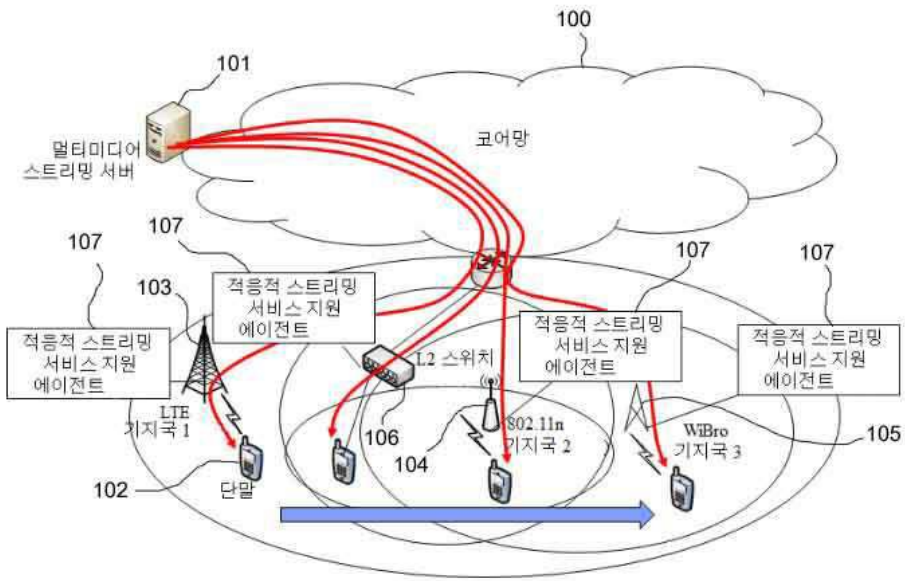 100
101
코어망
멀티미디어
스트리밍 서버
107
107
107
107
103
적응적 스트리밍
서비스 지원
에이전트
적응적 스트리밍
서비스 지원
에이전트
적응적 스트리밍
서비스 지원
에이전트
적응적 스트리밍
서비스 지원
에이전트
L2 스위치
LTE
기지국 1
106
104
802.11n
기지국 2
WiBro
기지국 3
105
102
단말